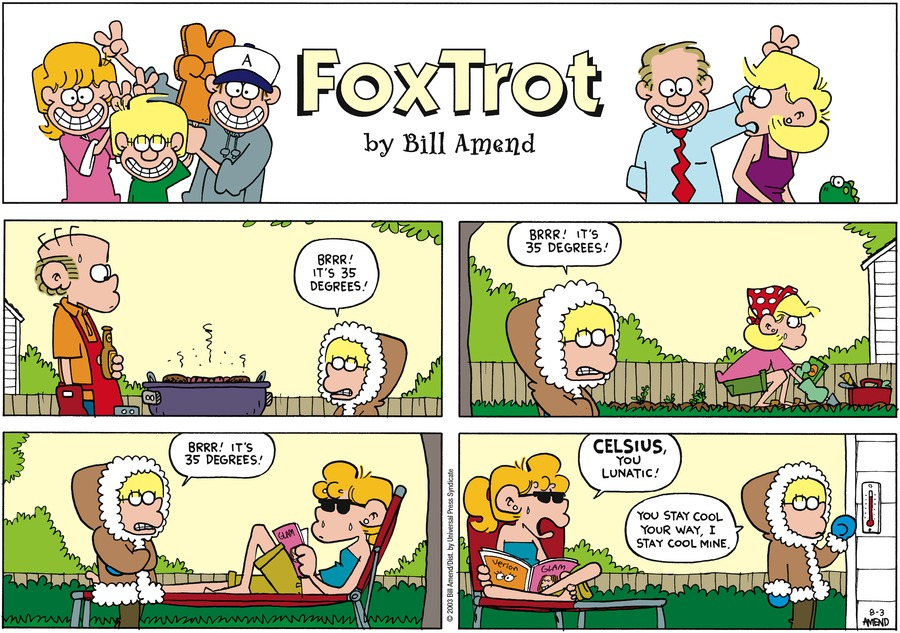 A
FoxTrot
by Bill Amend
BRRR!
IT'S 35
DEGREES!
BRRR! IT'S
35 DEGREES!
BRRR! IT'S
35 DEGREES!
GLAM
© 2003 Bill Amend/Dist. by Universal Press Syndicate
CELSIUS,
YOU
LUNATIC!
YOU STAY COOL
YOUR WAY, I
STAY COOL MINE.
Verlon
GLAM
8-3
AMEND